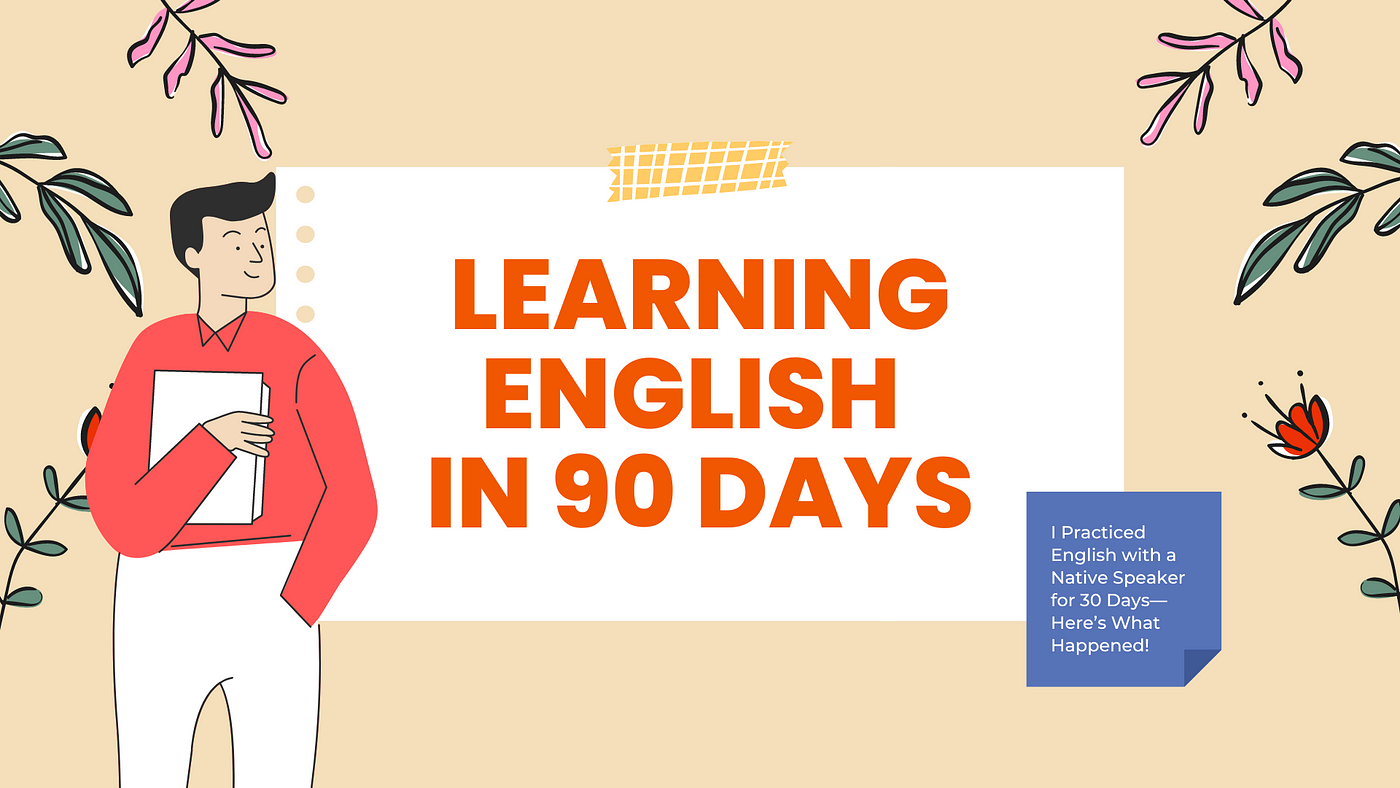 LEARNING
ENGLISH
IN 90 DAYS
I Practiced
English with a
Native Speaker
for 30 Days—
Here's What
Happened!